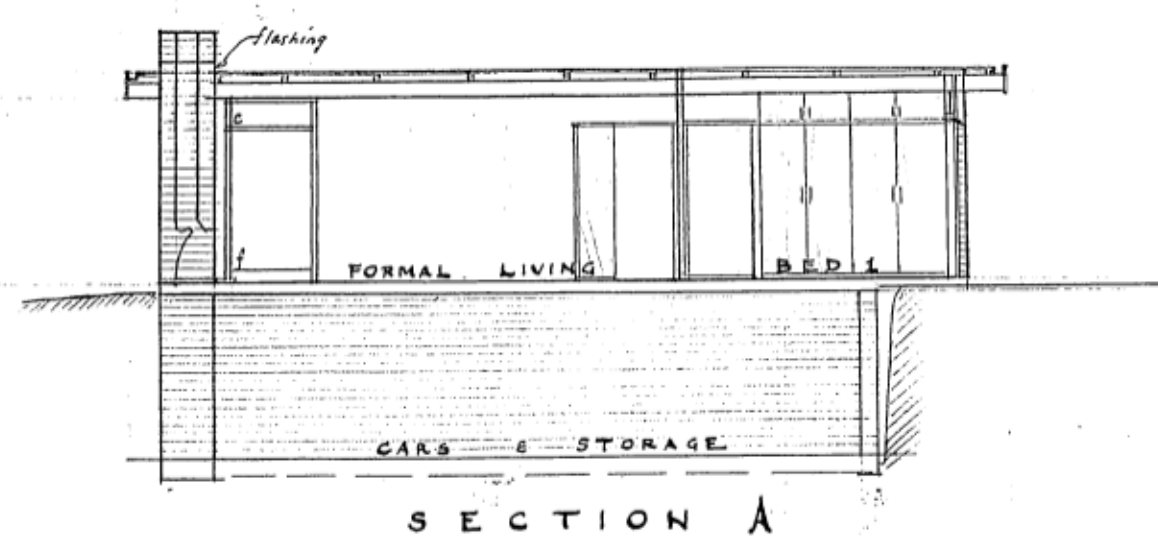 flashing
c
f
FORMAL LIVING
BED 1
CARS & STORAGE
SECTION A